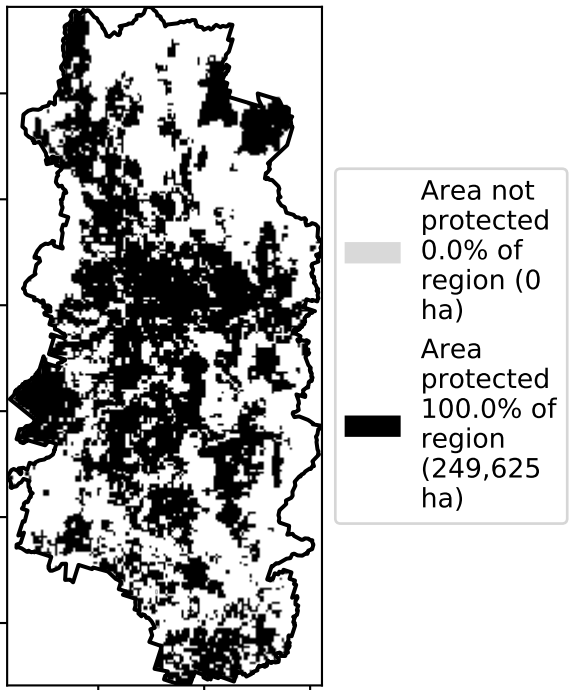 Area not
protected
0.0% of
region (0
ha)
Area
protected
100.0% of
region
(249,625
ha)